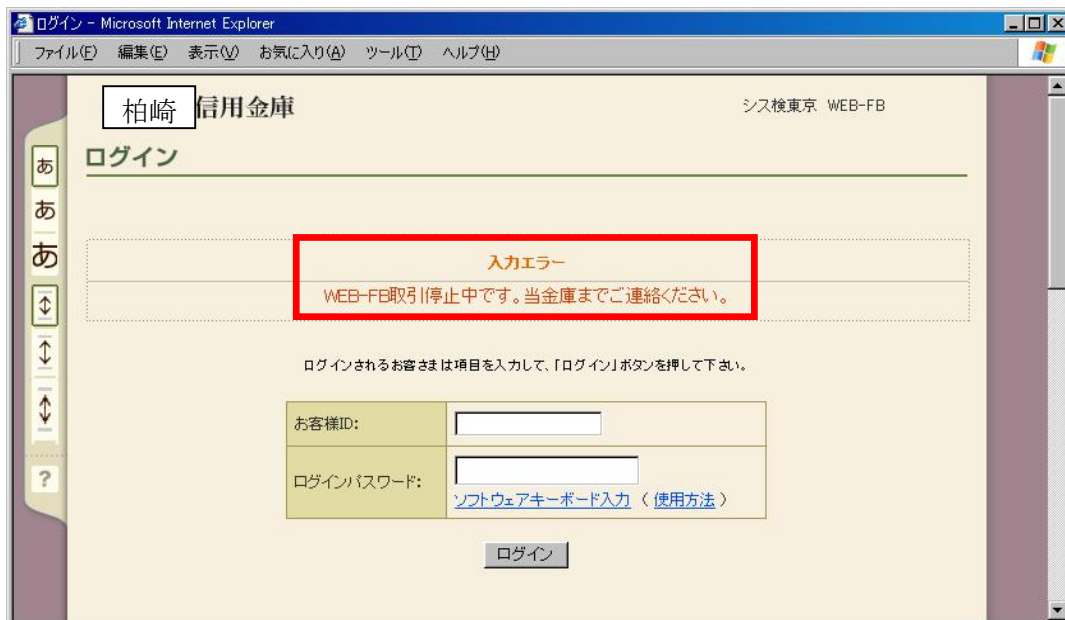 ログイン - Microsoft Internet Explorer
ファイル(F) 編集(E) 表示(V) お気に入り(A) ツール(T) ヘルプ(H)
柏崎信用金庫
シス検東京 WEB-FB
ログイン
あ
あ
あ
入力エラー
WEB-FB取引停止中です。当金庫までご連絡ください。
ログインされるお客さまは項目を入力して、「ログイン」ボタンを押して下さい。
お客様ID:
ログインパスワード:
ソフトウェアキーボード入力 ( 使用方法 )
?
ログイン